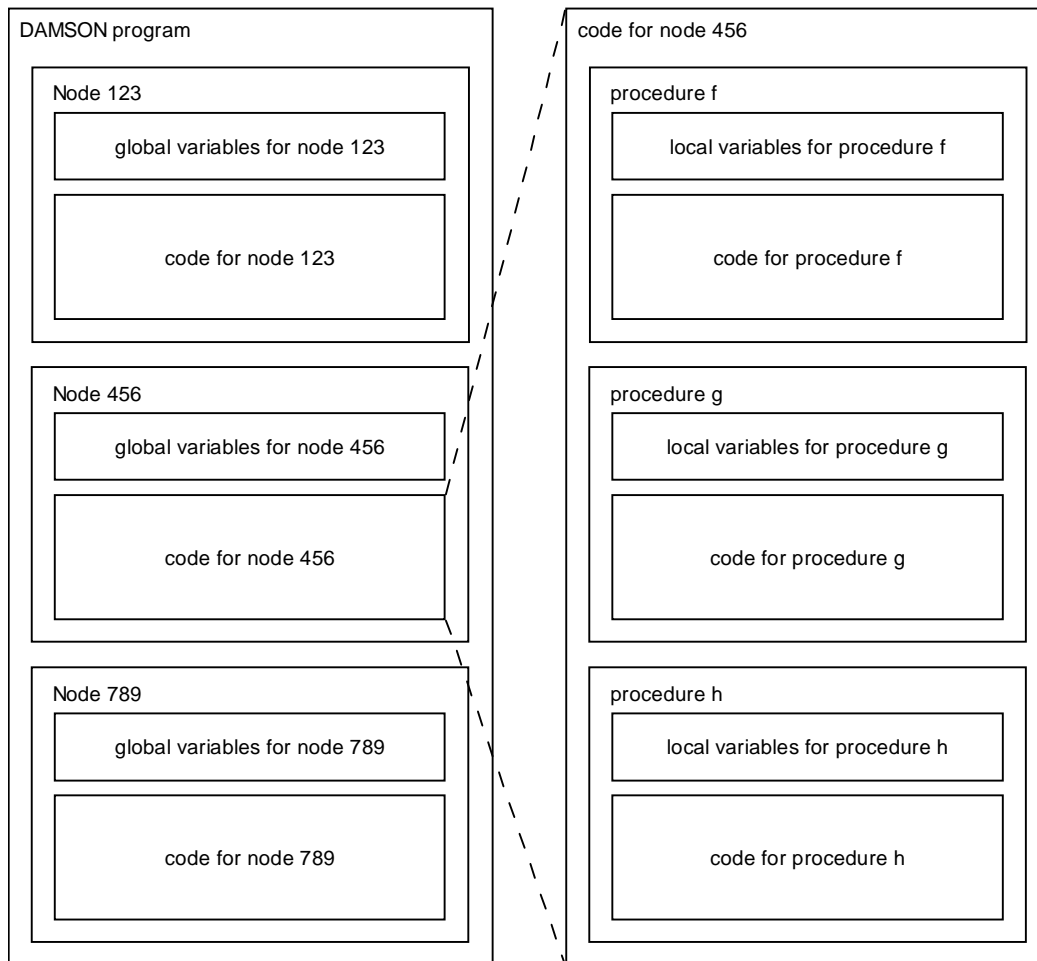 DAMSON program
Node 123
global variables for node 123
code for node 123
Node 456
global variables for node 456
code for node 456
Node 789
global variables for node 789
code for node 789
code for node 456
procedure f
local variables for procedure f
code for procedure f
procedure g
local variables for procedure g
code for procedure g
procedure h
local variables for procedure h
code for procedure h